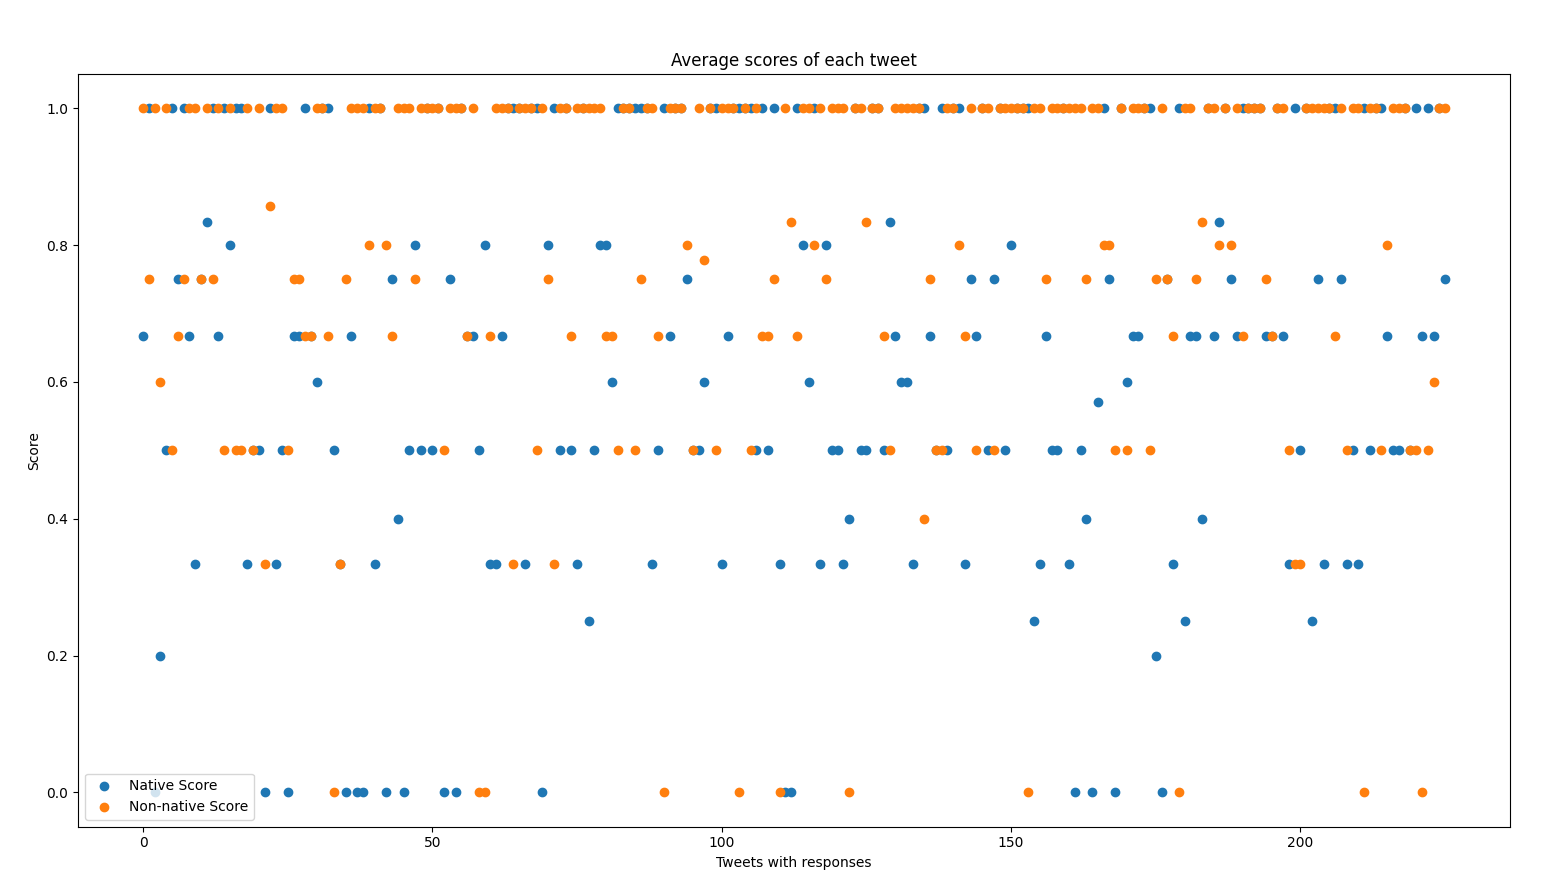 Average scores of each tweet
Score
1.0
0.8
0.6
0.4
0.2
0.0
Native Score
Non-native Score
0 50 100 150 200
Tweets with responses